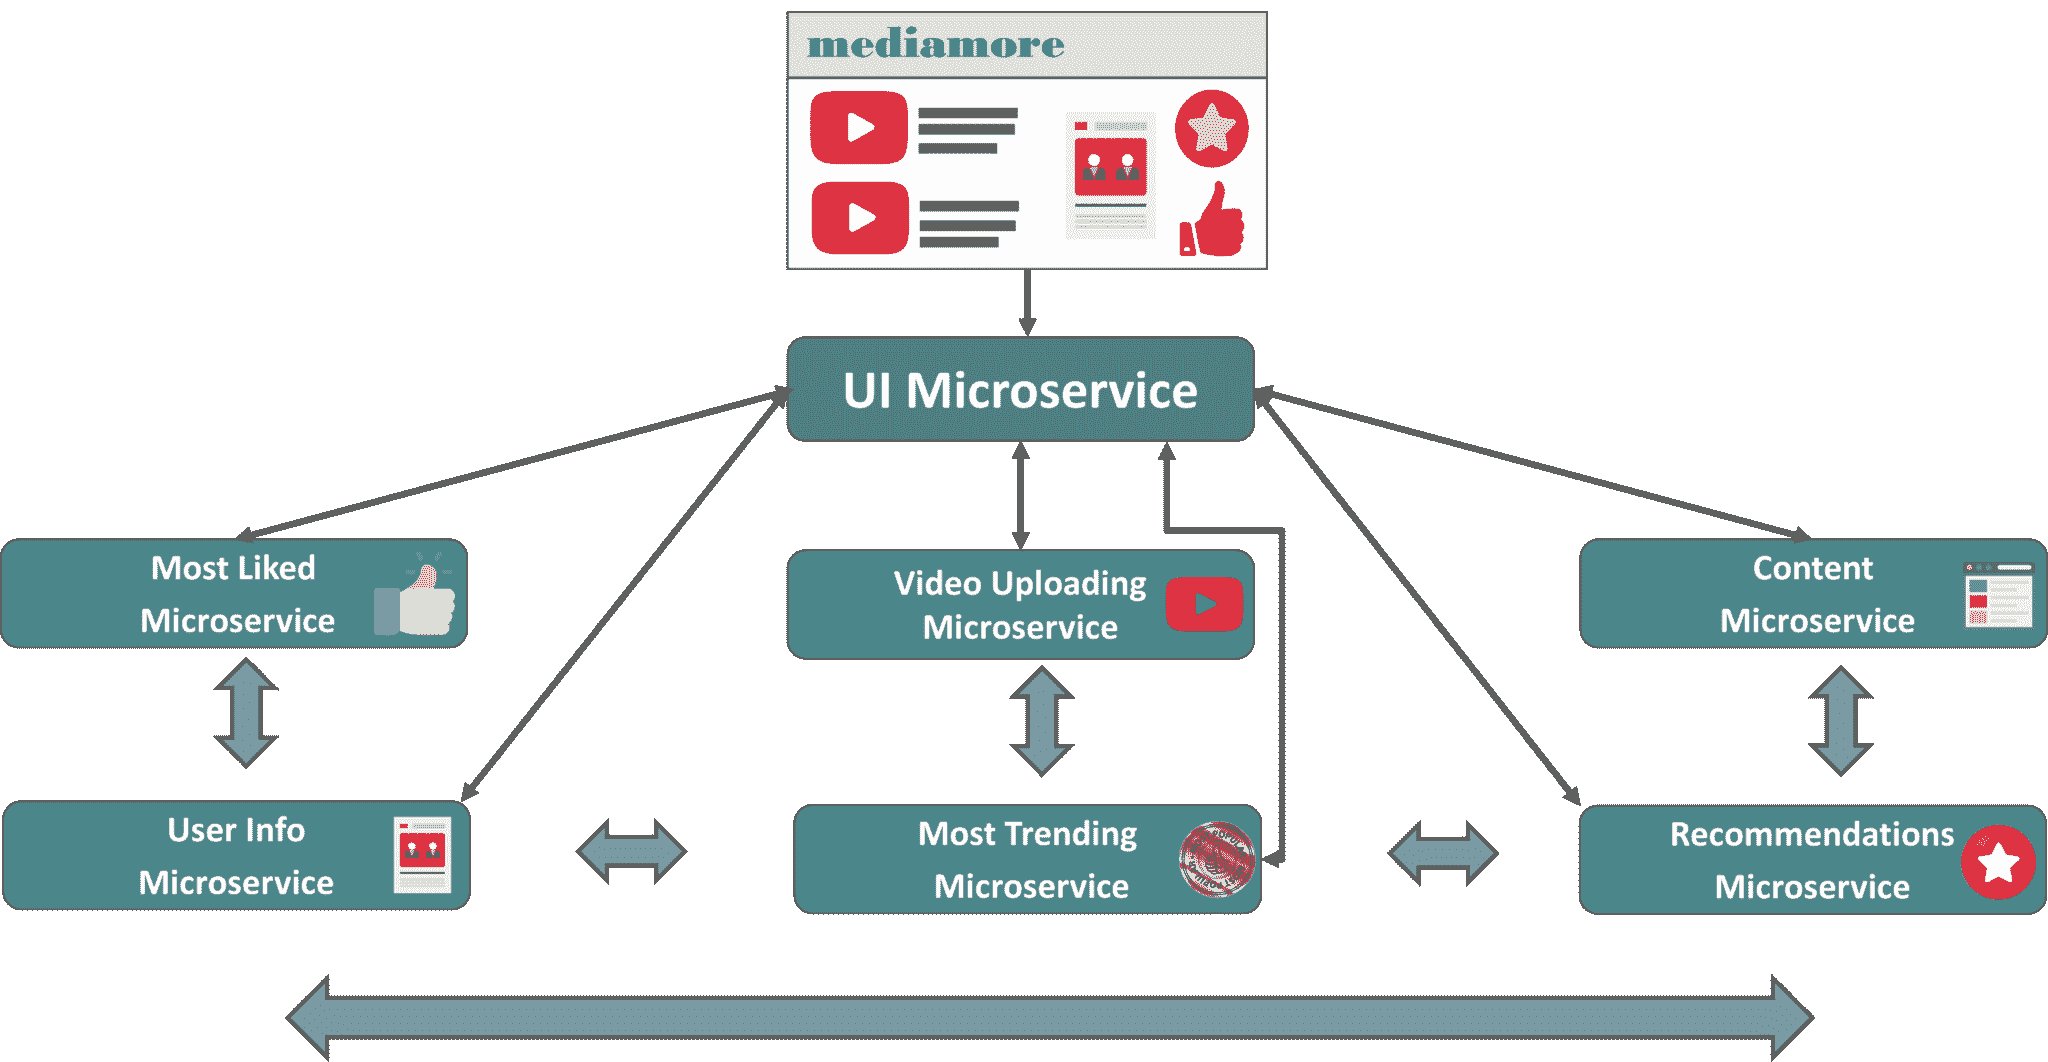 mediamore
UI Microservice
Most Liked
Microservice
Video Uploading
Microservice
Content
Microservice
User Info
Microservice
Most Trending
Microservice
Recommendations
Microservice